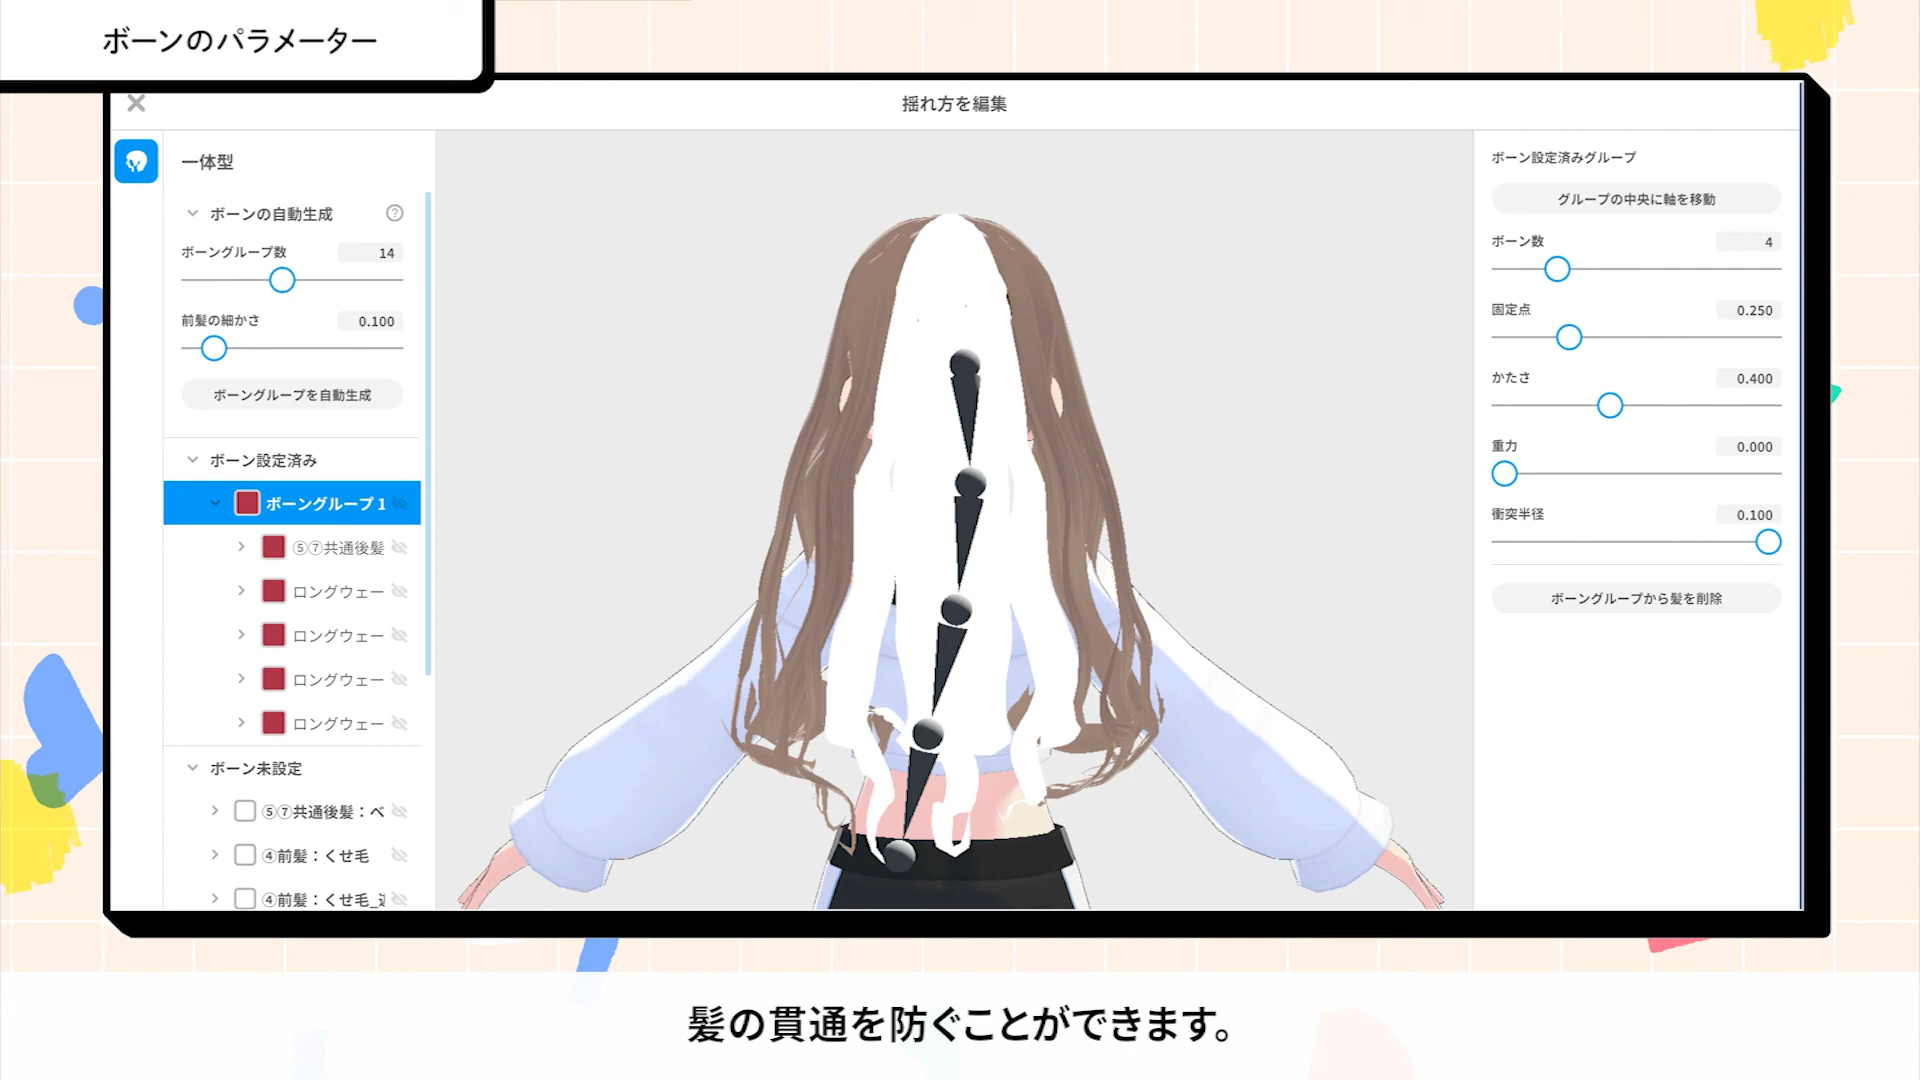 ボーンのパラメーター
揺れ方を編集
一体型
ボーンの自動生成
ボーングループ数
14
前髪の細かさ
0.100
ボーングループを自動生成
ボーン設定済み
ボーングループ 1
⑤⑦共通後髪
ロングウェー
ロングウェー
ロングウェー
ロングウェー
ボーン未設定
⑤⑦共通後髪：ベ
④前髪：くせ毛
④前髪：くせ毛_
ボーン設定済みグループ
グループの中央に軸を移動
ボーン数
4
固定点
0.250
かたさ
0.400
重力
0.000
衝突半径
0.100
ボーングループから髪を削除
髪の貫通を防ぐことができます。